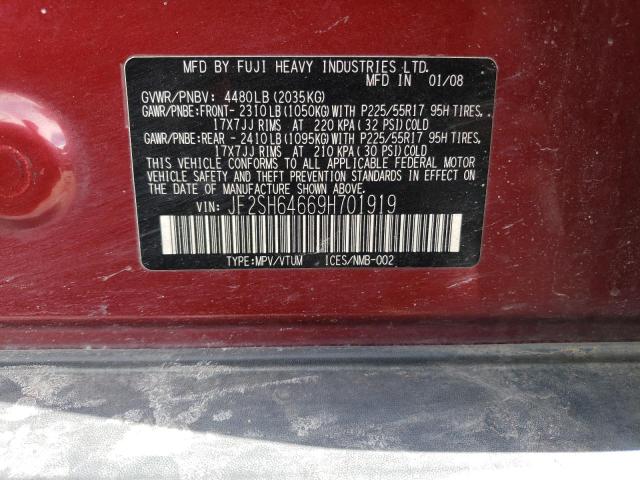 MFD BY FUJI HEAVY INDUSTRIES LTD.
MFD IN 01/08
GVWR/PNBV: 4480LB(2035KG)
GAWR/PNBE:FRONT-2310LB(1050KG)WITH P225/55R17 95H TIRES,
17X7JJ RIMS AT 220 KPA(32 PSI)COLD
GAWR/PNBE:REAR -2410LB(1095KG)WITH P225/55R17 95H TIRES,
17X7JJ RIMS AT 210 KPA(30 PSI)COLD
THIS VEHICLE CONFORMS TO ALL APPLICABLE FEDERAL MOTOR
VEHICLE SAFETY, BUMPER, AND THEFT PREVENTION STANDARDS IN EFFECT ON THE
DATE OF MANUFACTURE SHOWN ABOVE.
VIN: JF2SH64669H701919
TYPE:MPV/VTUM ICES/NMB-002